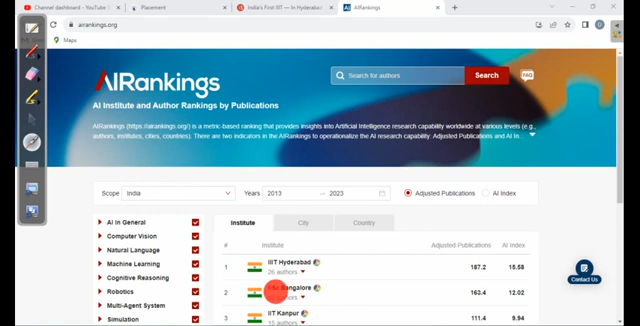 Channel dashboard - YouTube S
Placement
India's First IIIT — in Hyderabad
AIRankings
airankings.org
Maps
AIRankings
Search for authors
Search
FAQ
AI Institute and Author Rankings by Publications
AIRankings (https://airankings.org/) is a metric-based ranking that provides insights into Artificial Intelligence research capability worldwide at various levels (e.g.,
authors, institutes, cities, countries). There are two indicators in the AIRankings to operationalize the AI research capability: Adjusted Publications and AI In...
Scope India Years 2013 → 2023 Adjusted Publications AI Index
AI in General
Computer Vision
Natural Language
Machine Learning
Cognitive Reasoning
Robotics
Multi-Agent System
Simulation
Institute City Country
# Institute Adjusted Publications AI Index
1 IIIT Hyderabad 187.2 15.58
26 authors
2 Bangalore 163.4 12.02
3 IIT Kanpur 111.4 9.94
15 authors
Contact Us